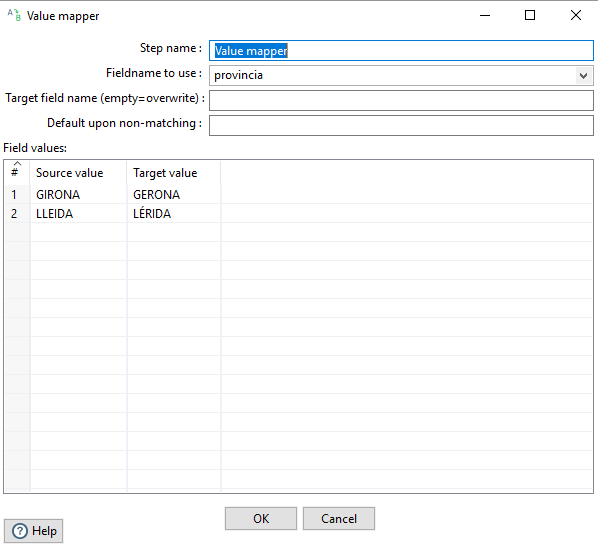 Value mapper
Step name :
Value mapper
Fieldname to use :
provincia
Target field name (empty=overwrite) :
Default upon non-matching :
Field values:
# Source value Target value
1 GIRONA GERONA
2 LLEIDA LÉRIDA
OK Cancel
Help